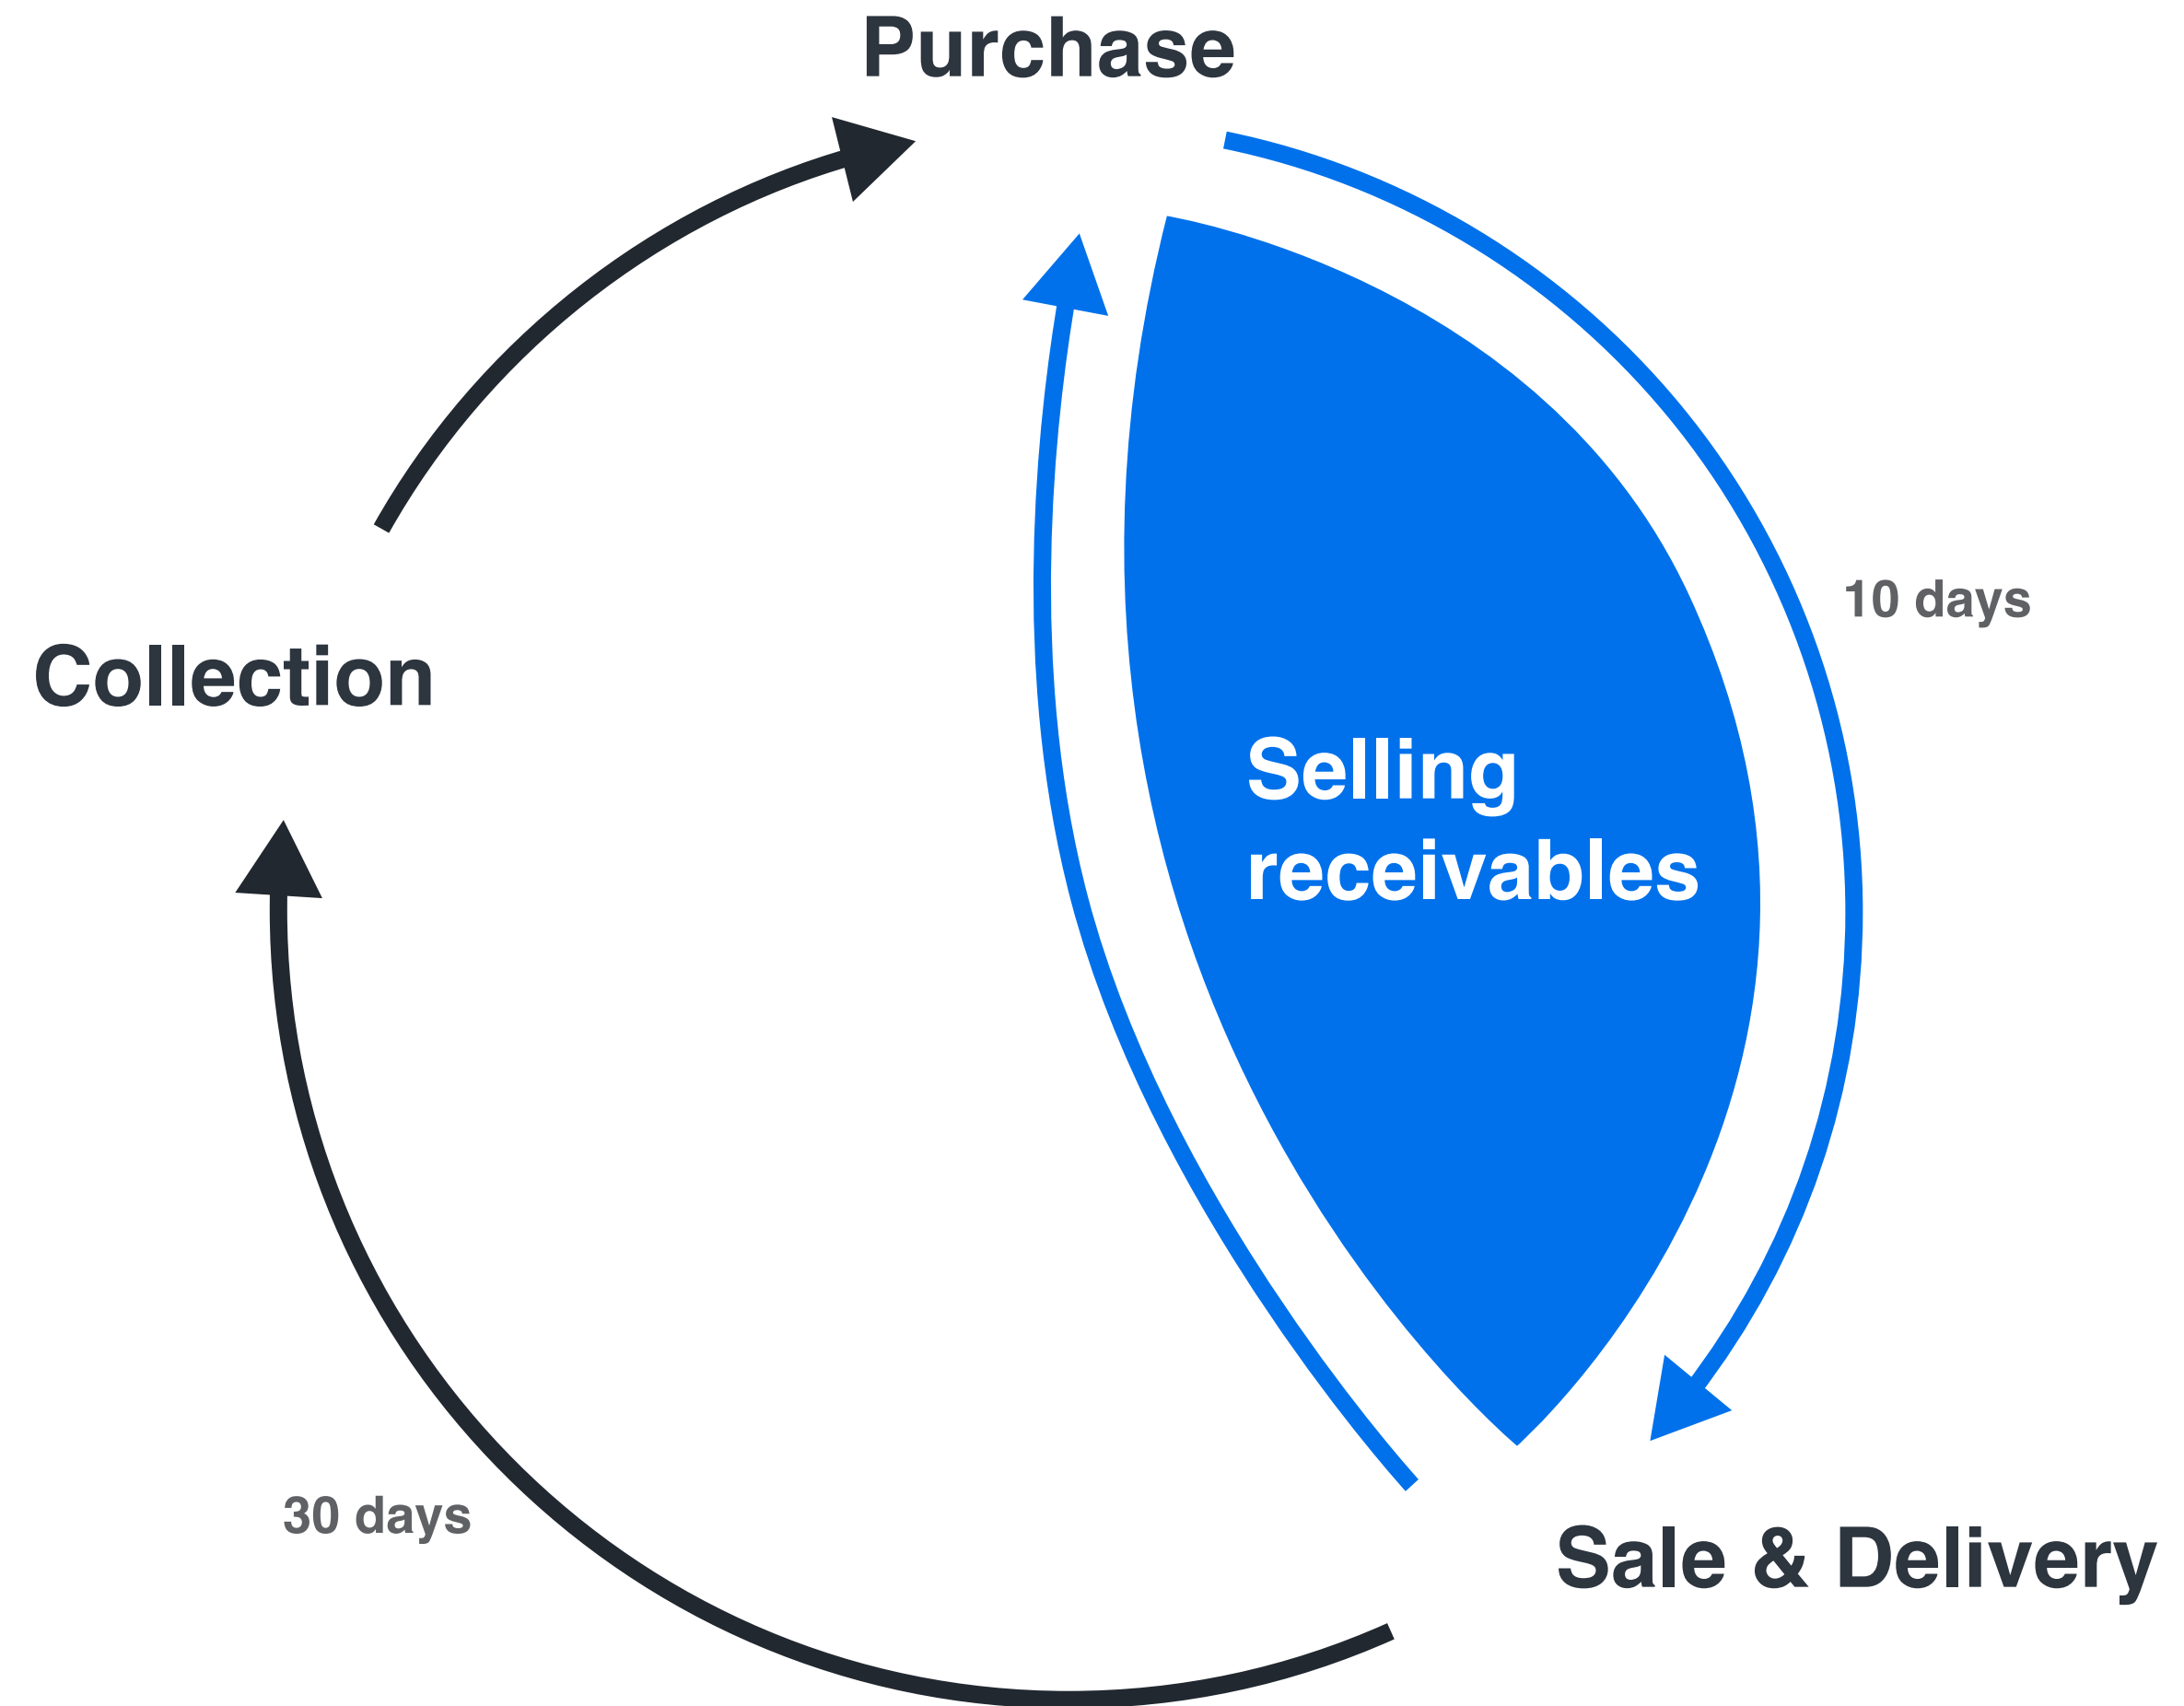 Purchase
10 days
Collection
Selling
receivables
30 days
Sale & Delivery